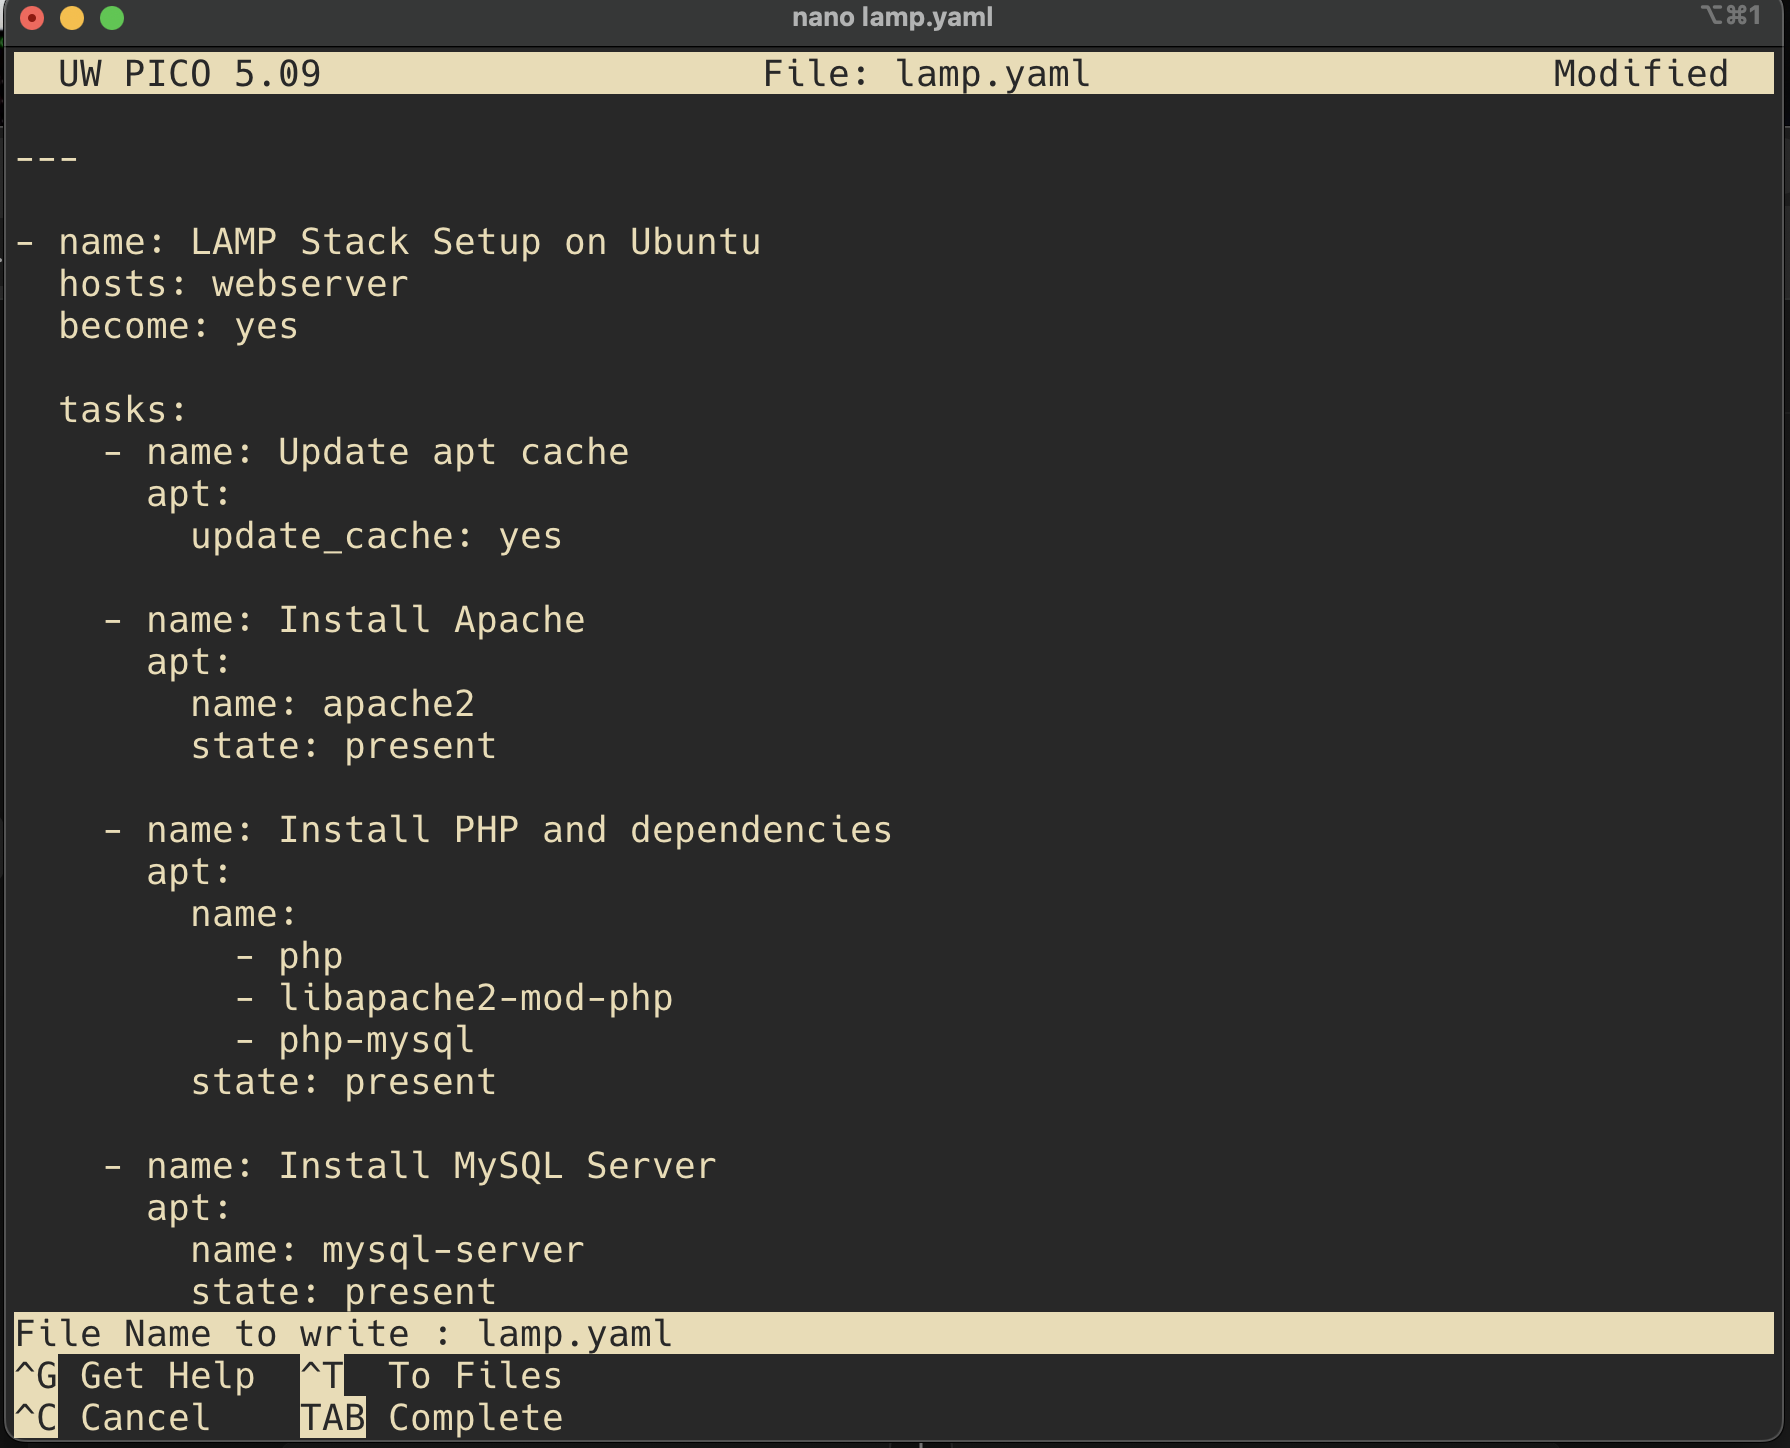 nano lamp.yaml
⌥⌘1
UW PICO 5.09 File: lamp.yaml Modified
---
- name: LAMP Stack Setup on Ubuntu
hosts: webserver
become: yes
tasks:
- name: Update apt cache
apt:
update_cache: yes
- name: Install Apache
apt:
name: apache2
state: present
- name: Install PHP and dependencies
apt:
name:
- php
- libapache2-mod-php
- php-mysql
state: present
- name: Install MySQL Server
apt:
name: mysql-server
state: present
File Name to write : lamp.yaml
^G Get Help ^T To Files
^C Cancel TAB Complete